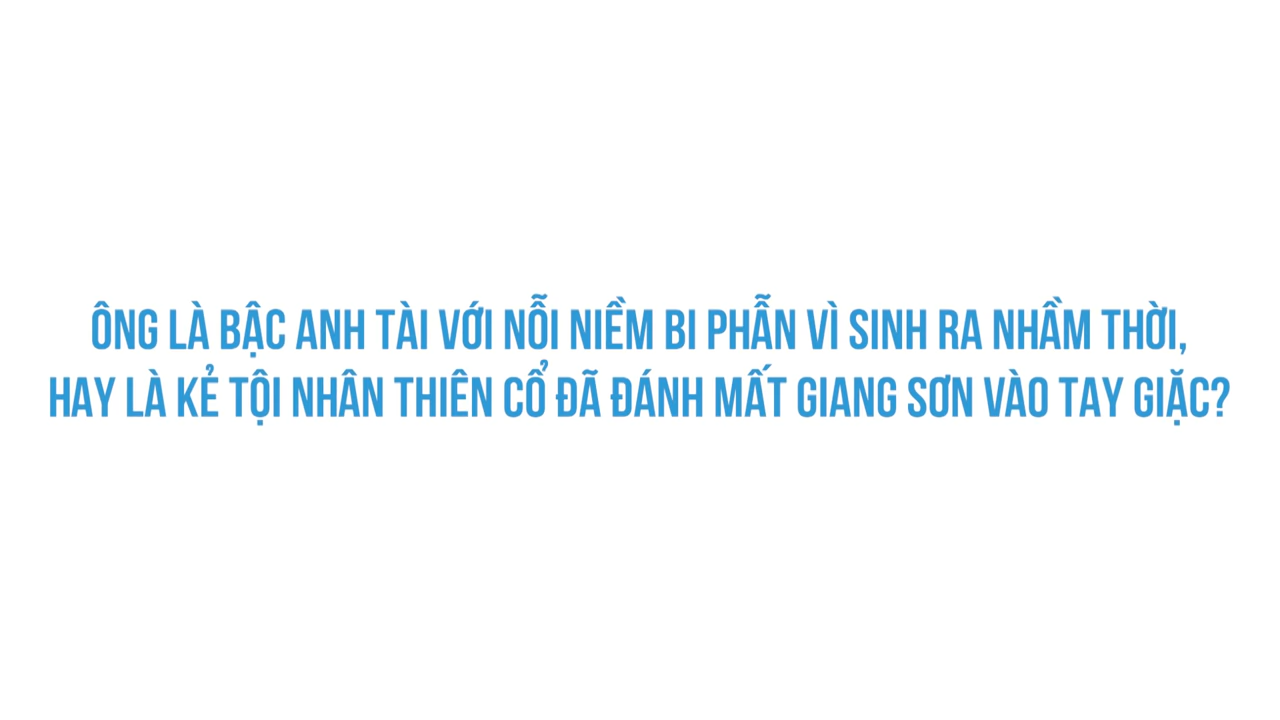 ÔNG LÀ BẬC ANH TÀI VỚI NỖI NIỀM BI PHẪN VÌ SINH RA NHẦM THỜI,
HAY LÀ KẺ TỘI NHÂN THIÊN CỔ ĐÃ ĐÁNH MẤT GIANG SƠN VÀO TAY GIẶC?